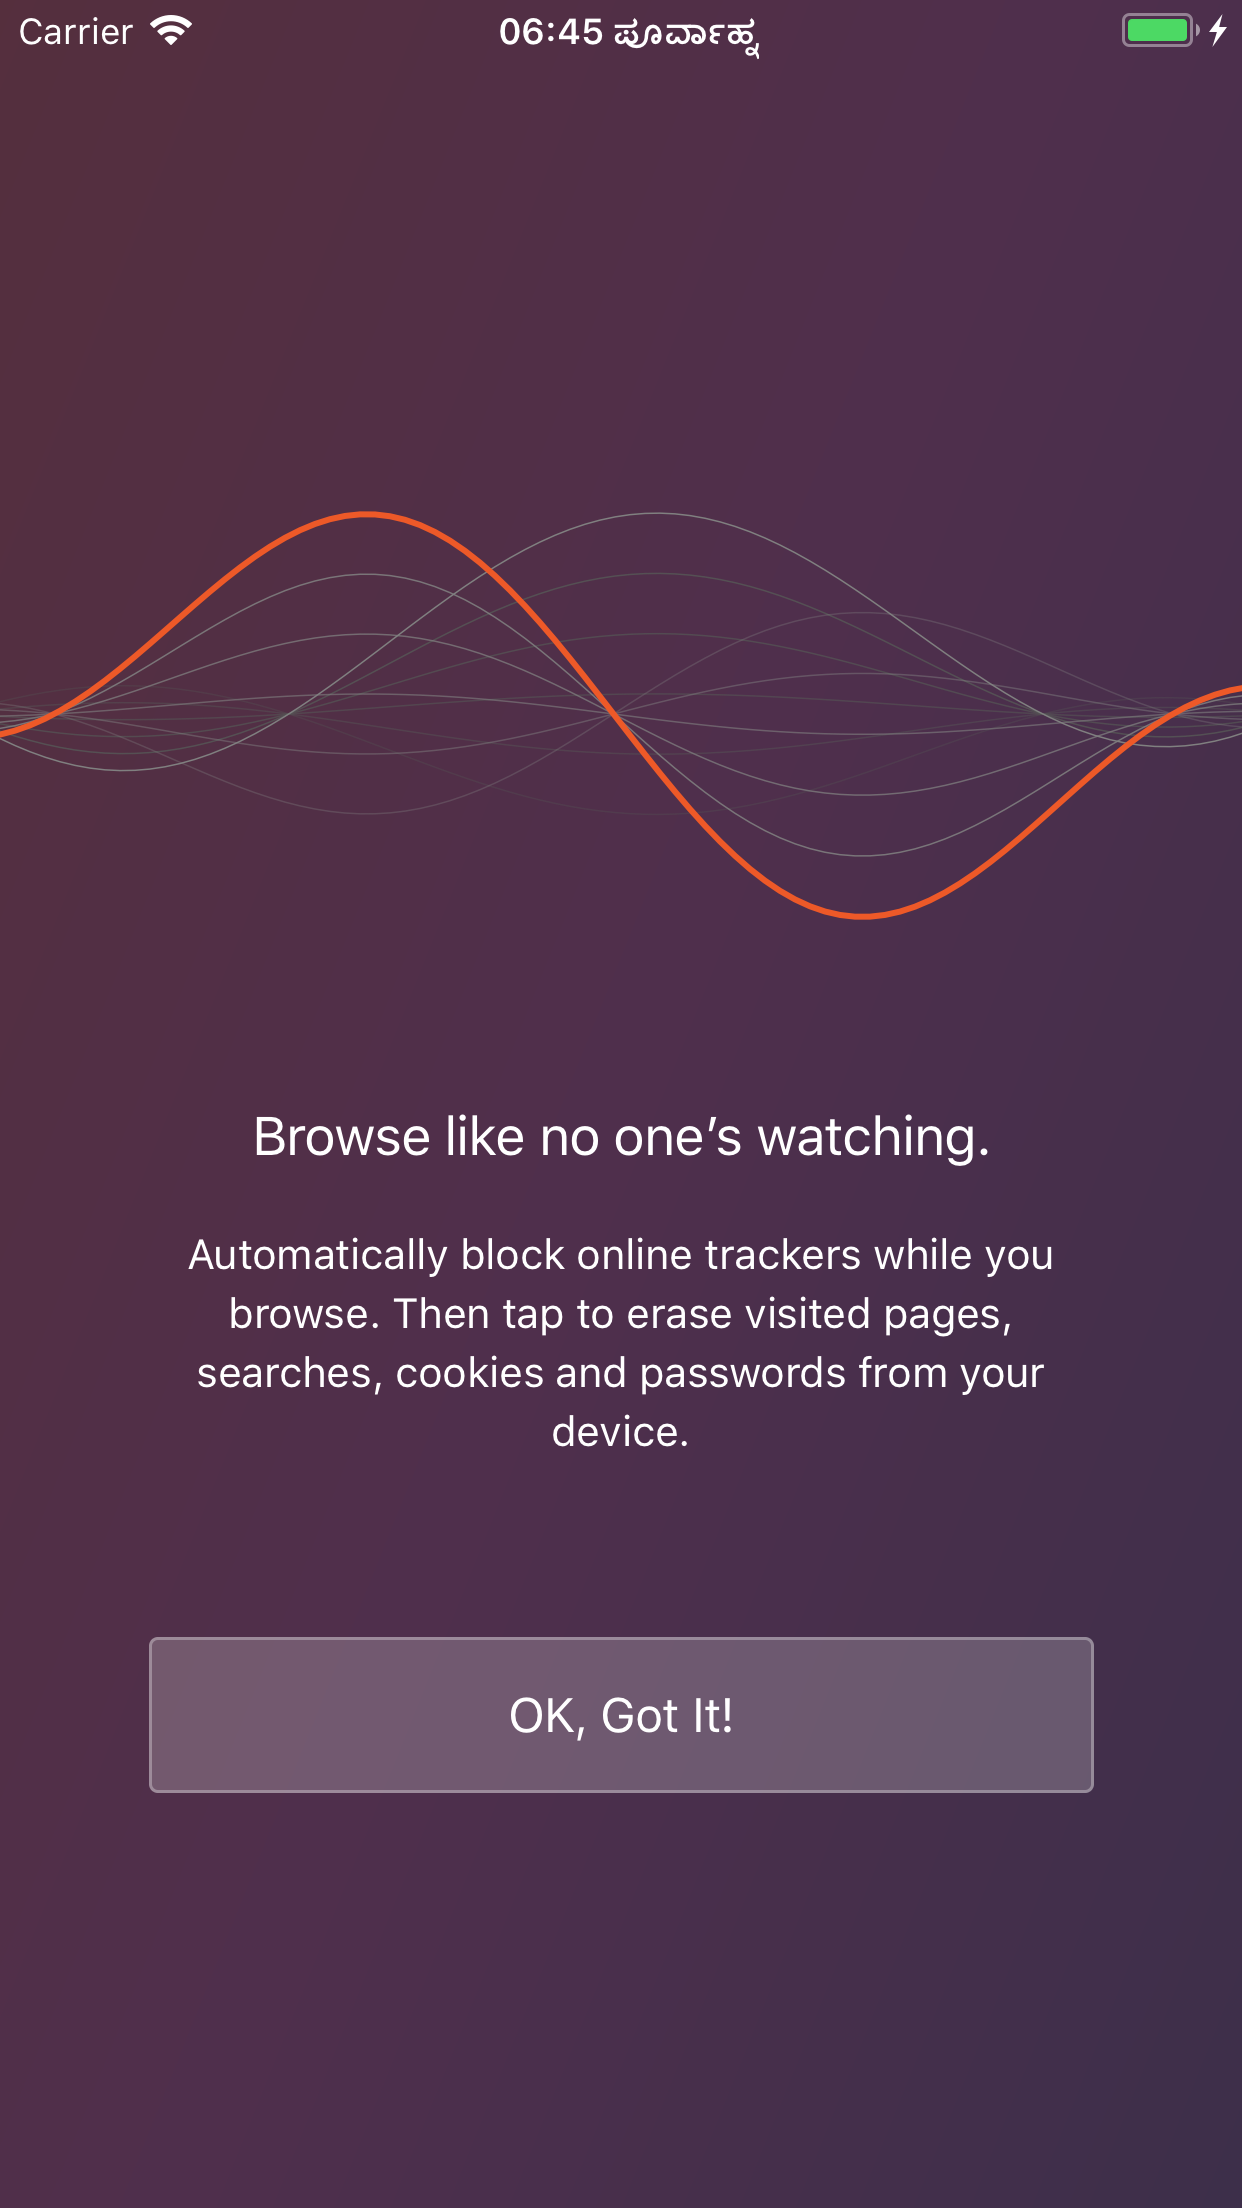 Carrier
06:45 ಪೂರ್ವಾಹ್ನ
Browse like no one’s watching.
Automatically block online trackers while you
browse. Then tap to erase visited pages,
searches, cookies and passwords from your
device.
OK, Got It!